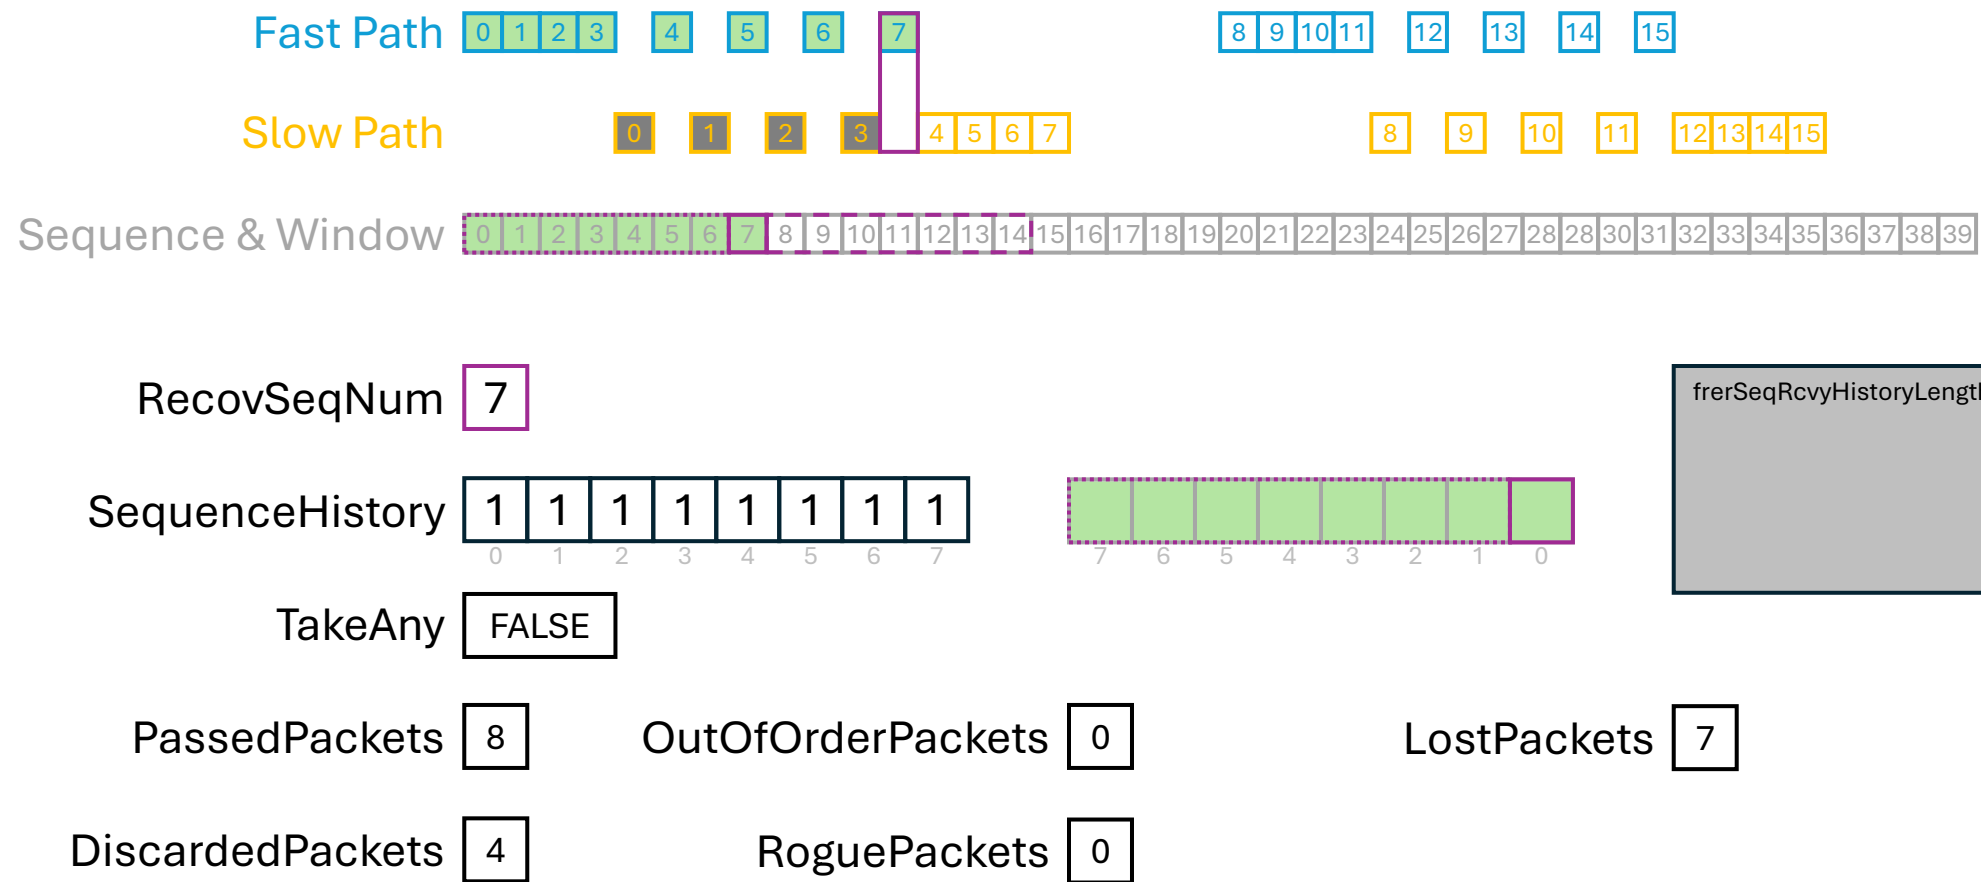 Fast Path 0 1 2 3 4 5 6 7 8 9 10 11 12 13 14 15
Slow Path 0 1 2 3 4 5 6 7 8 9 10 11 12 13 14 15
Sequence & Window 0 1 2 3 4 5 6 7 8 9 10 11 12 13 14 15 16 17 18 19 20 21 22 23 24 25 26 27 28 28 30 31 32 33 34 35 36 37 38 39
RecovSeqNum 7
frerSeqRcvyHistoryLength
SequenceHistory 1 1 1 1 1 1 1 1
0 1 2 3 4 5 6 7 7 6 5 4 3 2 1 0
TakeAny FALSE
PassedPackets 8 OutOfOrderPackets 0 LostPackets 7
DiscardedPackets 4 RoguePackets 0